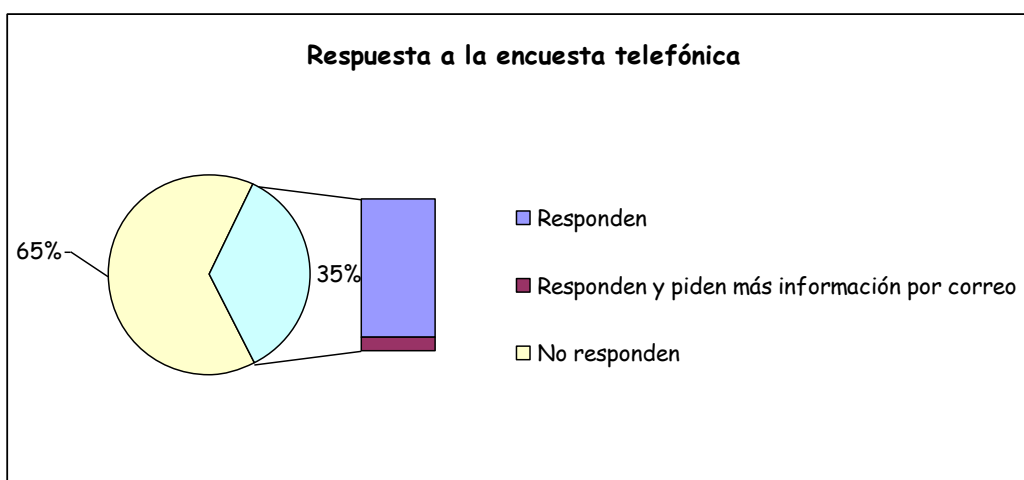 Respuesta a la encuesta telefónica
65%
35%
Responden
Responden y piden más información por correo
No responden